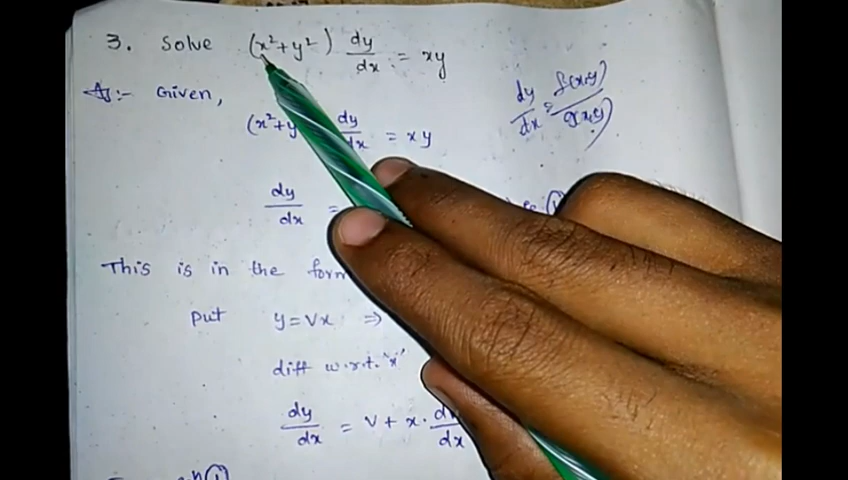 3. Solve (x² + y²) dy/dx = xy
A:- Given,
dy/dx = f(x,y)/g(x,y)
(x² + y dy/dx = xy
dy/dx =
This is in the form
put y = vx ⇒
diff w.r.t. 'x'
dy/dx = v + x. d/dx